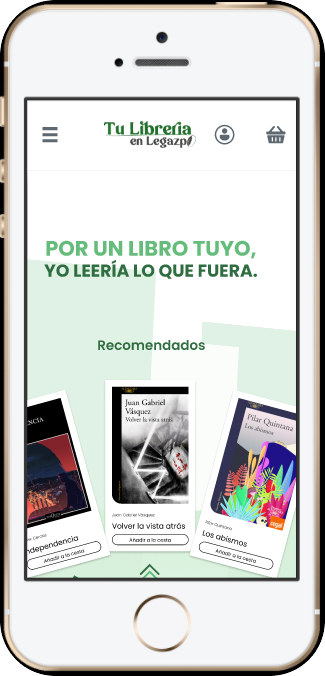 Tu Librería
en Legazpi
POR UN LIBRO TUYO,
YO LEERÍA LO QUE FUERA.
Recomendados
Juan Gabriel
Vásquez
Volver la vista atrás
Juan Gabriel Vásquez
Volver la vista atrás
Añadir a la cesta
Pilar Quintana
Los abismos
Pilar Quintana
Los abismos
Añadir a la cesta
ENCIA
ndependencia
Añadir a la cesta